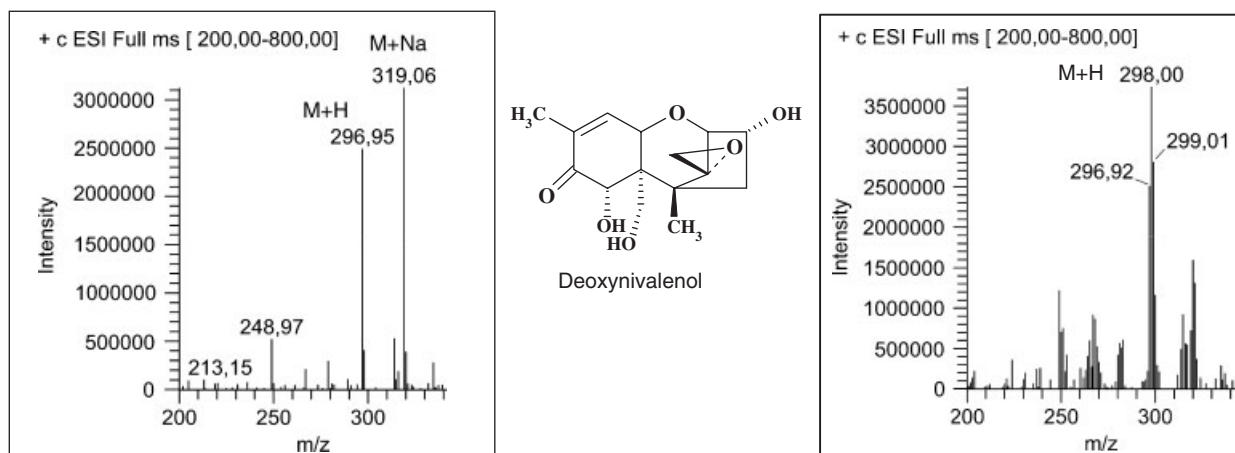 + c ESI Full ms [ 200,00-800,00]
M+Na
319,06
M+H
296,95
248,97
213,15
Intensity
3000000
2500000
2000000
1500000
1000000
500000
0
200
250
300
m/z
H₃C
O
OH
O
O
OH
HO
CH₃
Deoxynivalenol
+ c ESI Full ms [ 200,00-800,00]
M+H 298,00
299,01
296,92
Intensity
3500000
3000000
2500000
2000000
1500000
1000000
500000
0
200
250
300
m/z